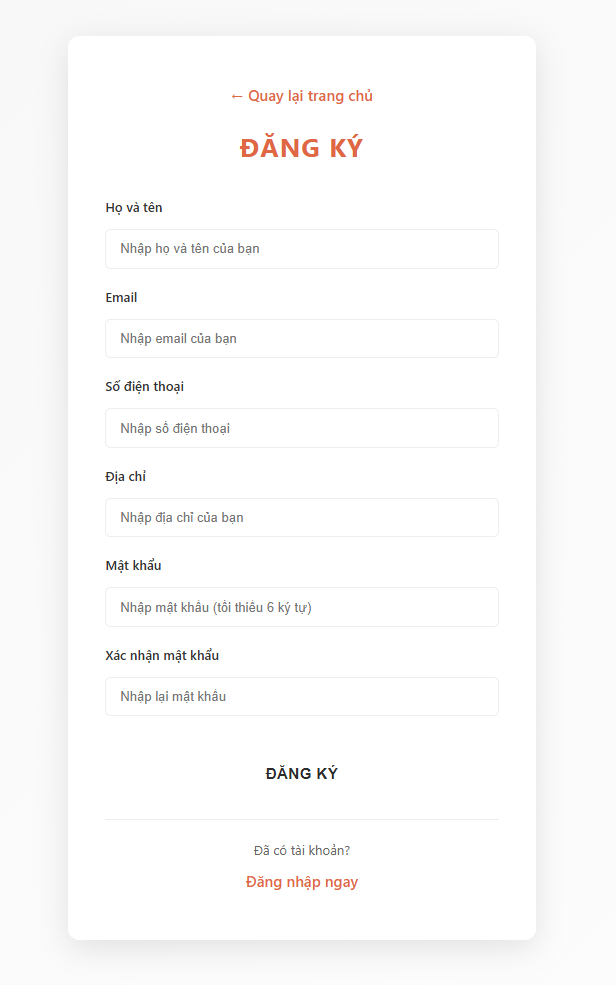 ← Quay lại trang chủ
ĐĂNG KÝ
Họ và tên
Nhập họ và tên của bạn
Email
Nhập email của bạn
Số điện thoại
Nhập số điện thoại
Địa chỉ
Nhập địa chỉ của bạn
Mật khẩu
Nhập mật khẩu (tối thiểu 6 ký tự)
Xác nhận mật khẩu
Nhập lại mật khẩu
ĐĂNG KÝ
Đã có tài khoản?
Đăng nhập ngay